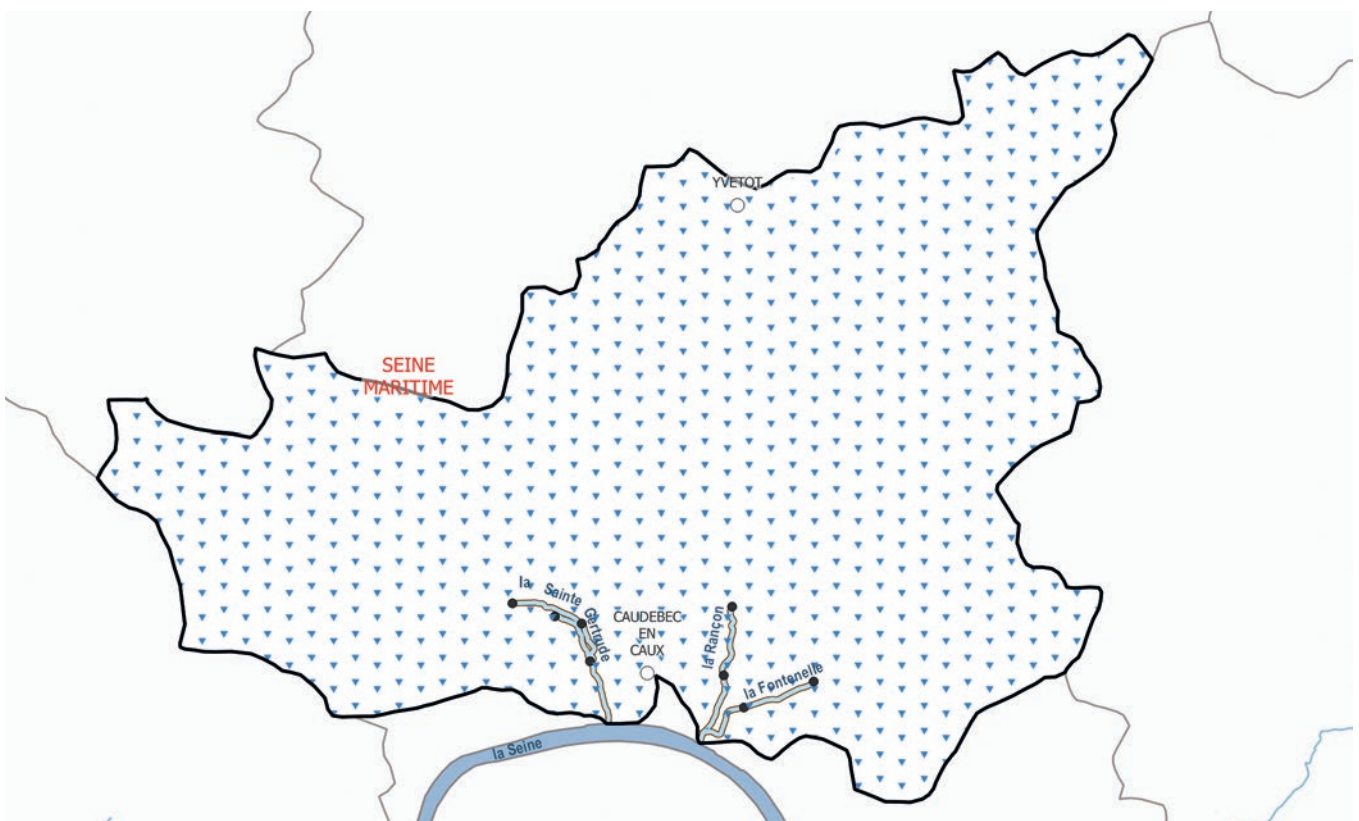 YVETOT
SEINE
MARITIME
la Sainte Gertrude
CAUDEBEC
EN
CAUX
la Rançon
la Fontenelle
la Seine